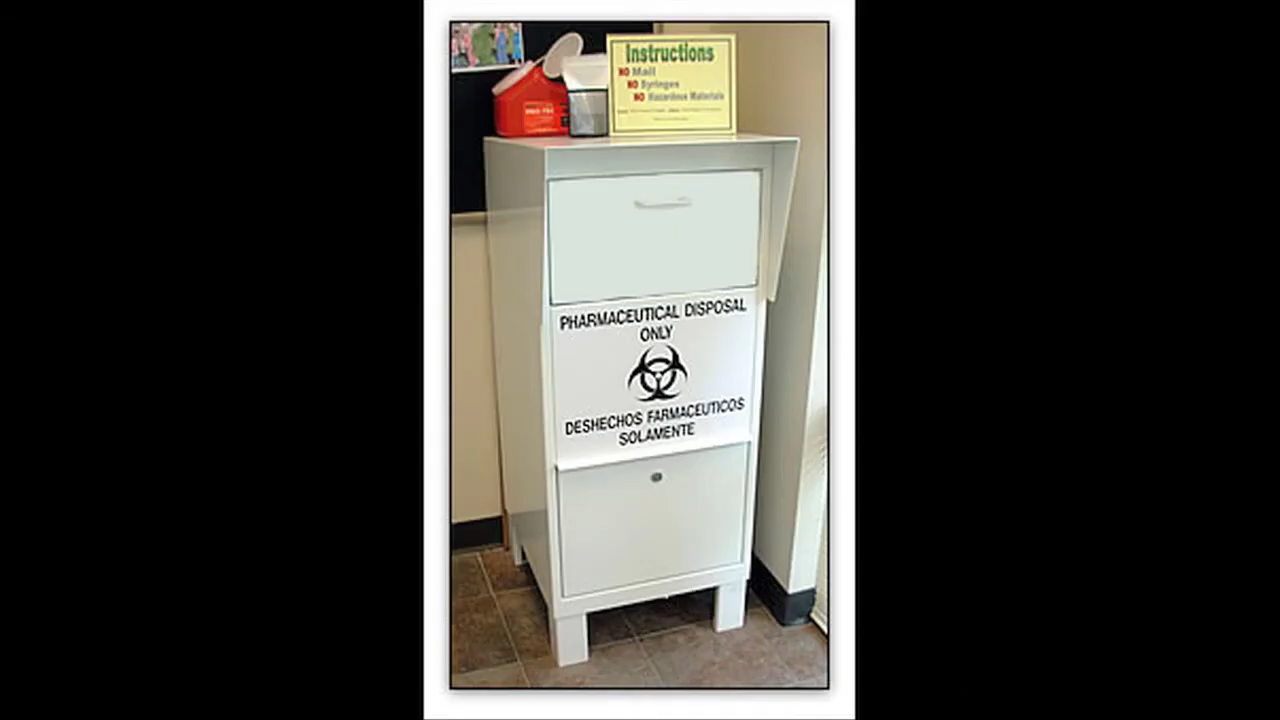 Instructions
NO Mail
NO Syringes
NO Hazardous Materials
PHARMACEUTICAL DISPOSAL
ONLY
DESHECHOS FARMACEUTICOS
SOLAMENTE